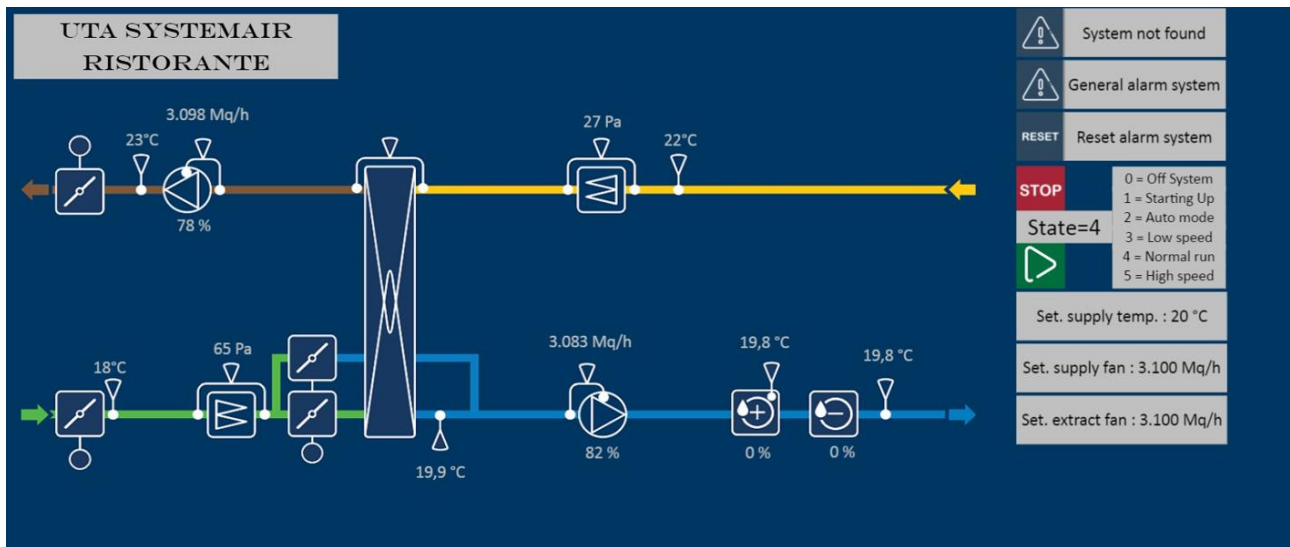 UTA SYSTEMAIR
RISTORANTE
System not found
General alarm system
RESET
Reset alarm system
STOP
State=4
0 = Off System
1 = Starting Up
2 = Auto mode
3 = Low speed
4 = Normal run
5 = High speed
Set. supply temp. : 20 °C
Set. supply fan : 3.100 Mq/h
Set. extract fan : 3.100 Mq/h
3.098 Mq/h
23°C
78 %
27 Pa
22°C
18°C
65 Pa
19,9 °C
3.083 Mq/h
82 %
19,8 °C
0 %
0 %
19,8 °C